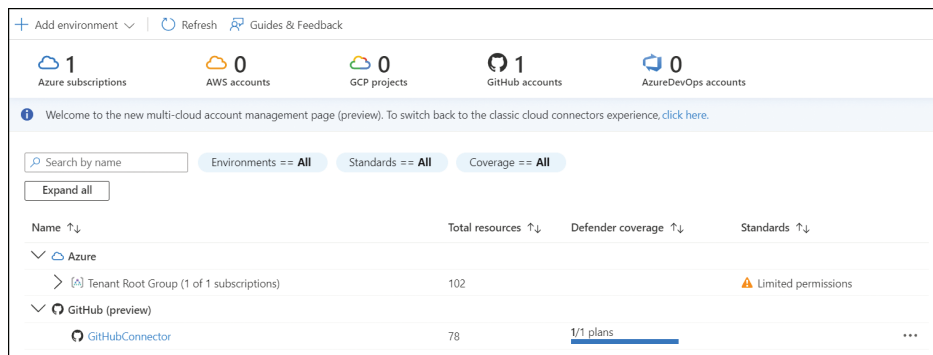 Add environment Refresh Guides & Feedback
1 0 0 1 0
Azure subscriptions AWS accounts GCP projects GitHub accounts AzureDevOps accounts
Welcome to the new multi-cloud account management page (preview). To switch back to the classic cloud connectors experience, click here.
Search by name Environments == All Standards == All Coverage == All
Expand all
Name Total resources Defender coverage Standards
Azure
Tenant Root Group (1 of 1 subscriptions) 102 Limited permissions
GitHub (preview)
GitHubConnector 78 1/1 plans